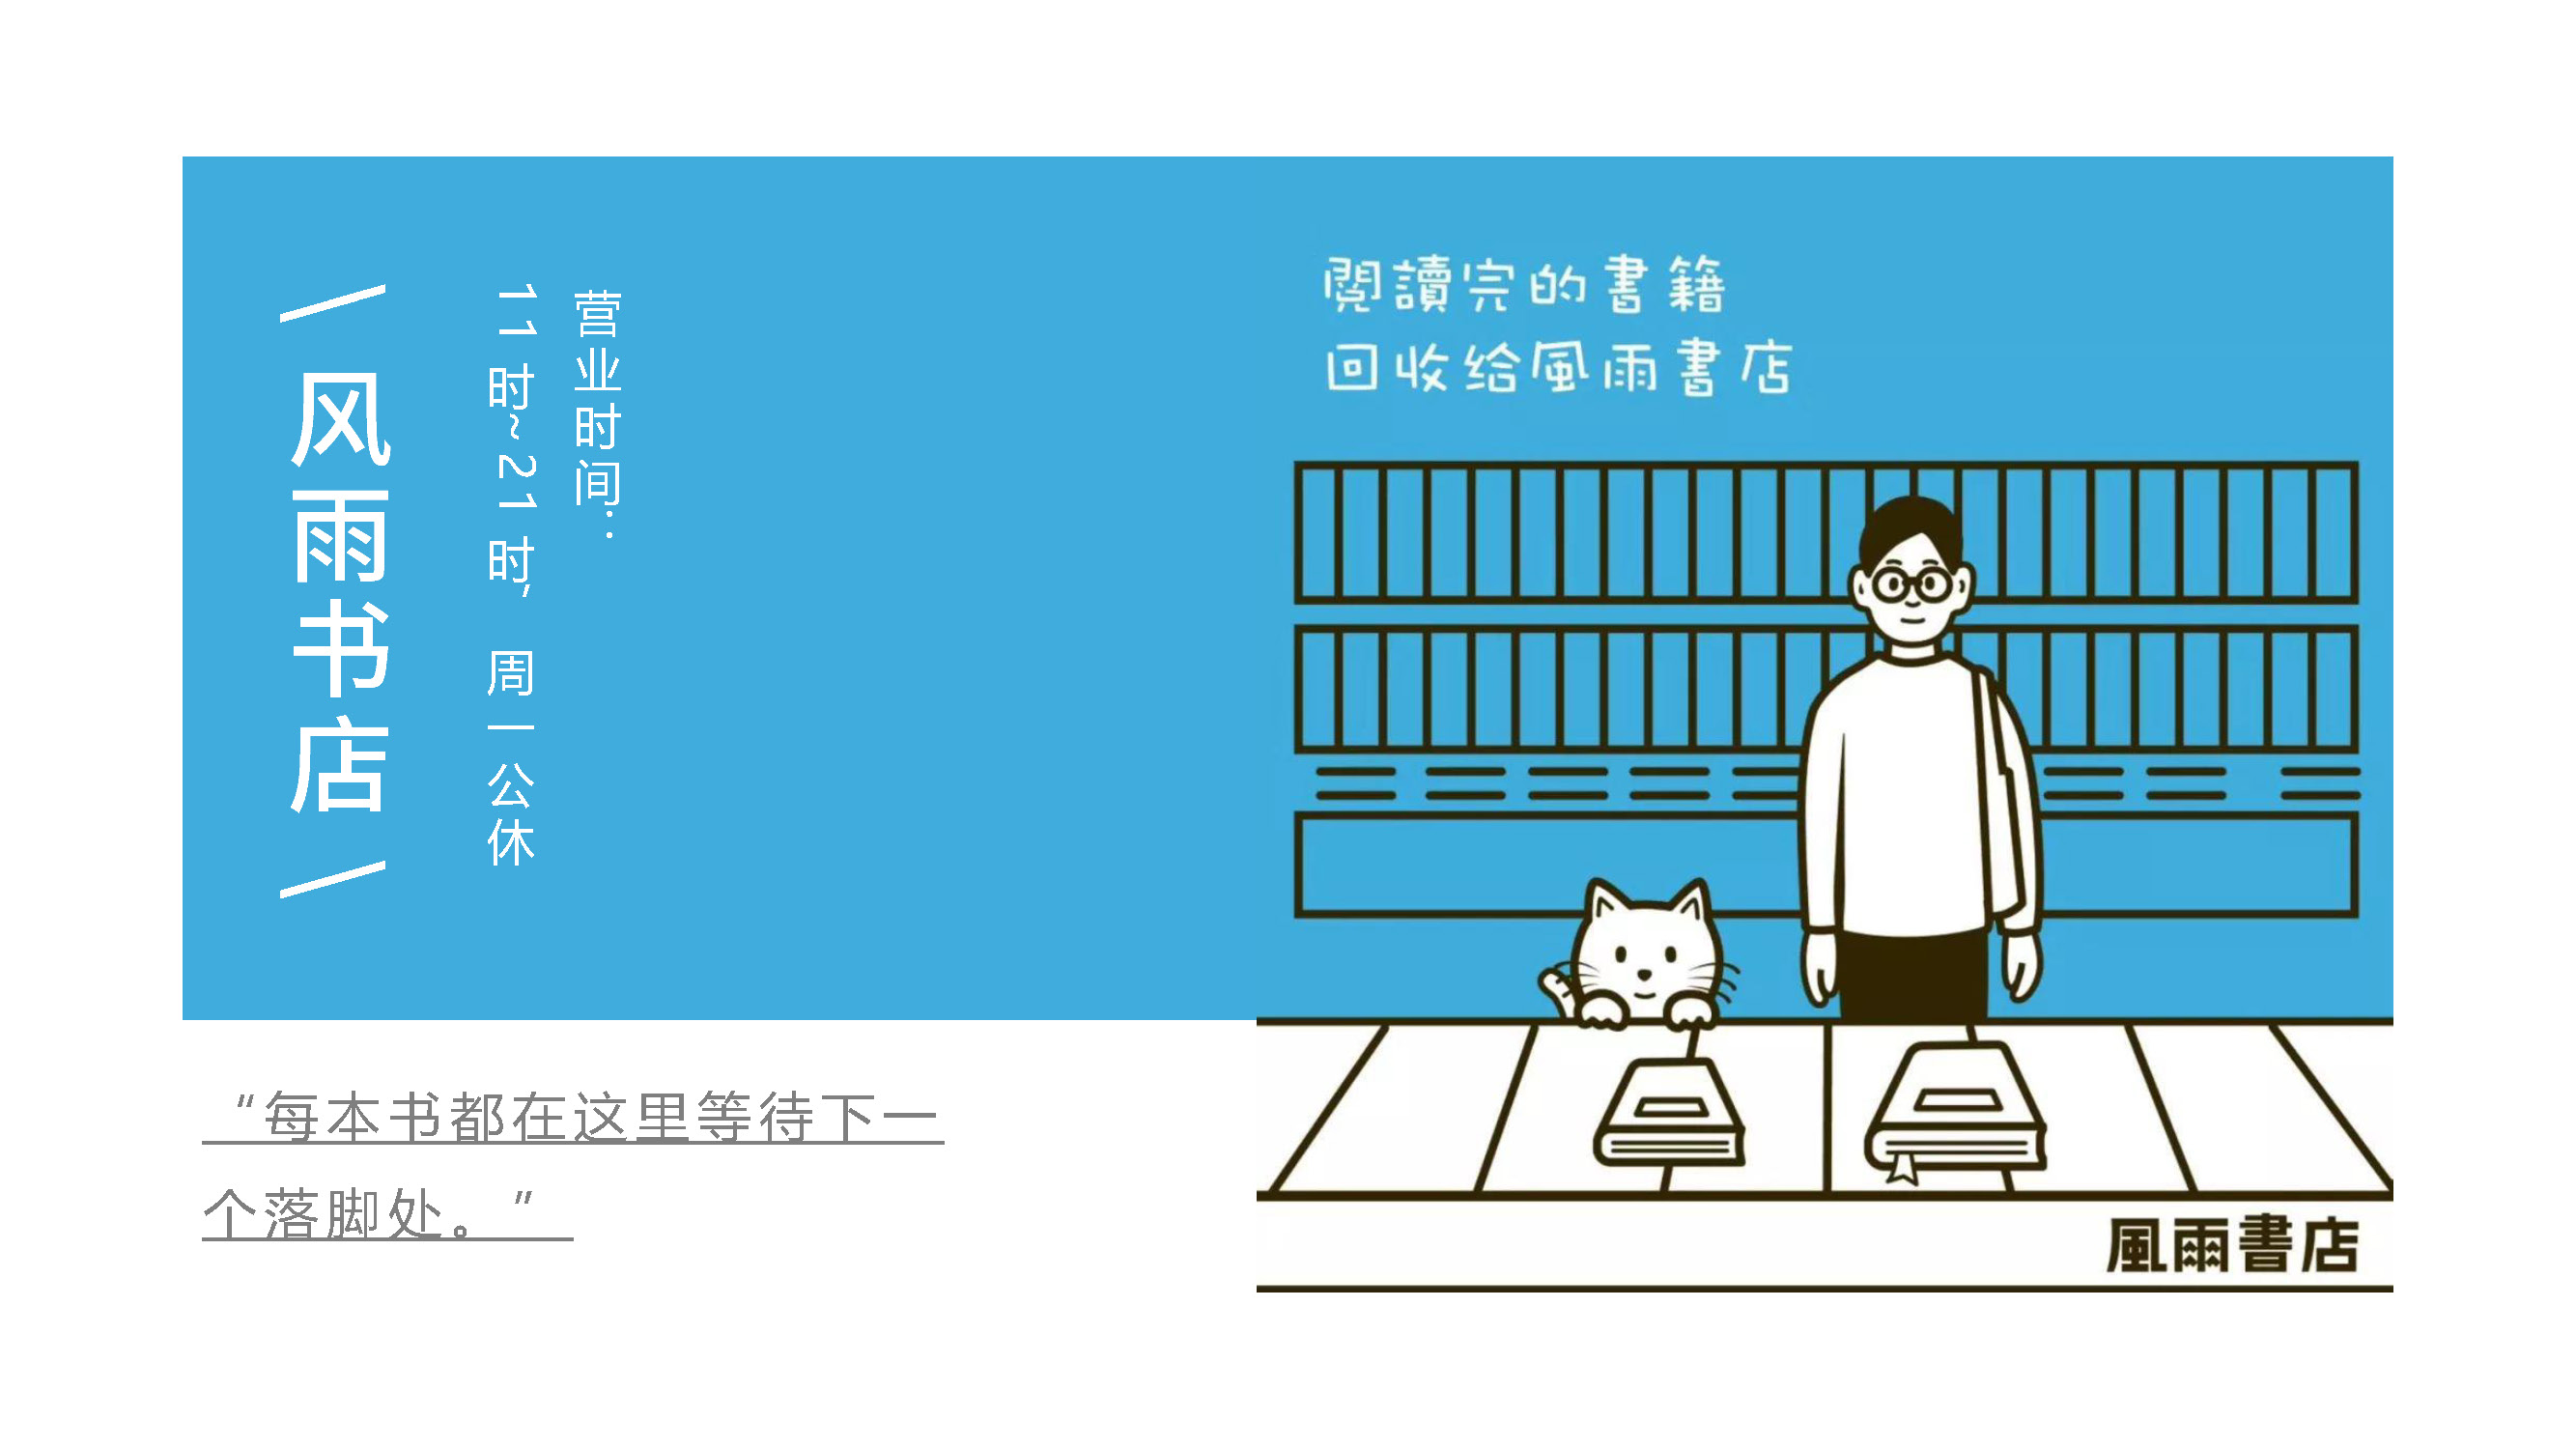 / 风雨书店 /
营业时间：
11时~21时，周一公休
閱讀完的書籍
回收给風雨書店
“每本书都在这里等待下一
个落脚处。”
風雨書店